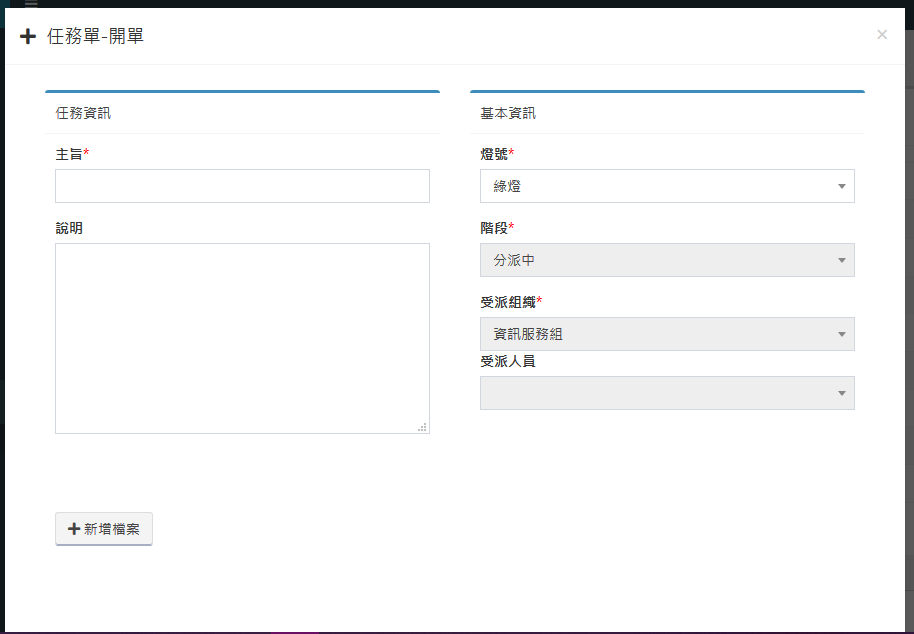 任務單-開單
任務資訊
主旨*
說明
新增檔案
基本資訊
燈號*
綠燈
階段*
分派中
受派組織*
資訊服務組
受派人員